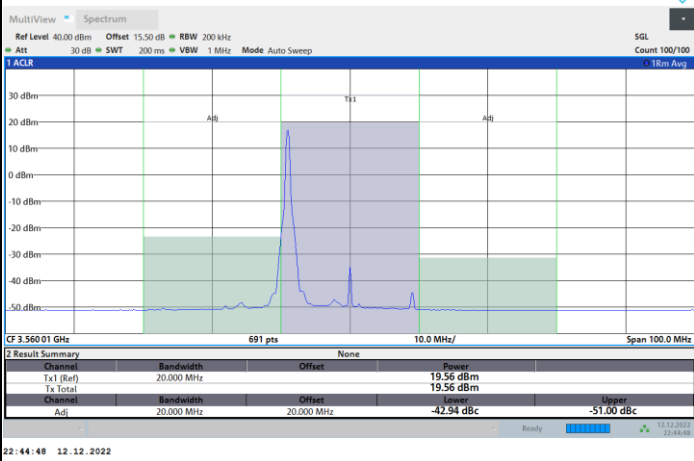 MultiView Spectrum
Ref Level 40.00 dBm Offset 15.50 dB RBW 200 kHz SGL
Att 30 dB SWT 200 ms VBW 1 MHz Mode Auto Sweep Count 100/100
1 ACLR 1Rm Avg
30 dBm
Tx1
20 dBm
Adj Adj
10 dBm
0 dBm
-10 dBm
-20 dBm
-30 dBm
-40 dBm
-50 dBm
CF 3.560 01 GHz 691 pts 10.0 MHz/ Span 100.0 MHz
2 Result Summary None
Channel Bandwidth Offset Power
Tx1 (Ref) 20.000 MHz 19.56 dBm
Tx Total 19.56 dBm
Channel Bandwidth Offset Lower Upper
Adj 20.000 MHz 20.000 MHz -42.94 dBc -51.00 dBc
Ready 12.12.2022
22:44:48
22:44:48 12.12.2022